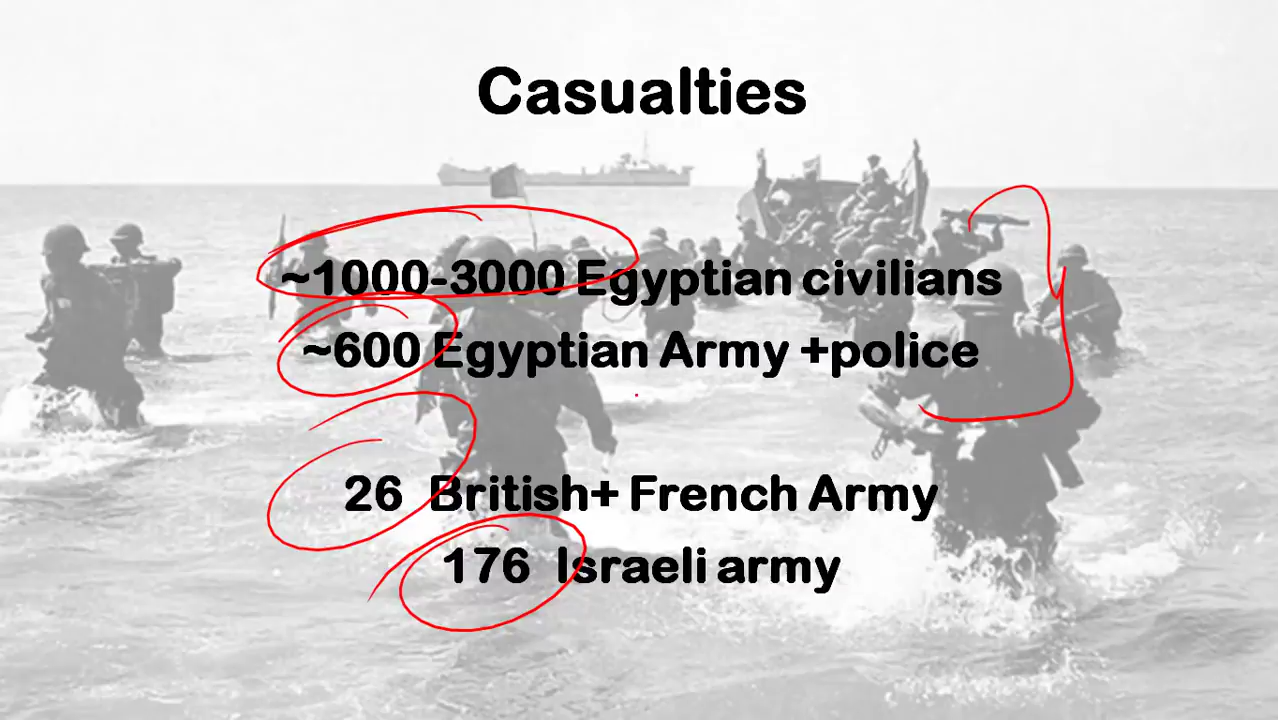 Casualties
~1000-3000 Egyptian civilians
~600 Egyptian Army +police
26 British+ French Army
176 Israeli army